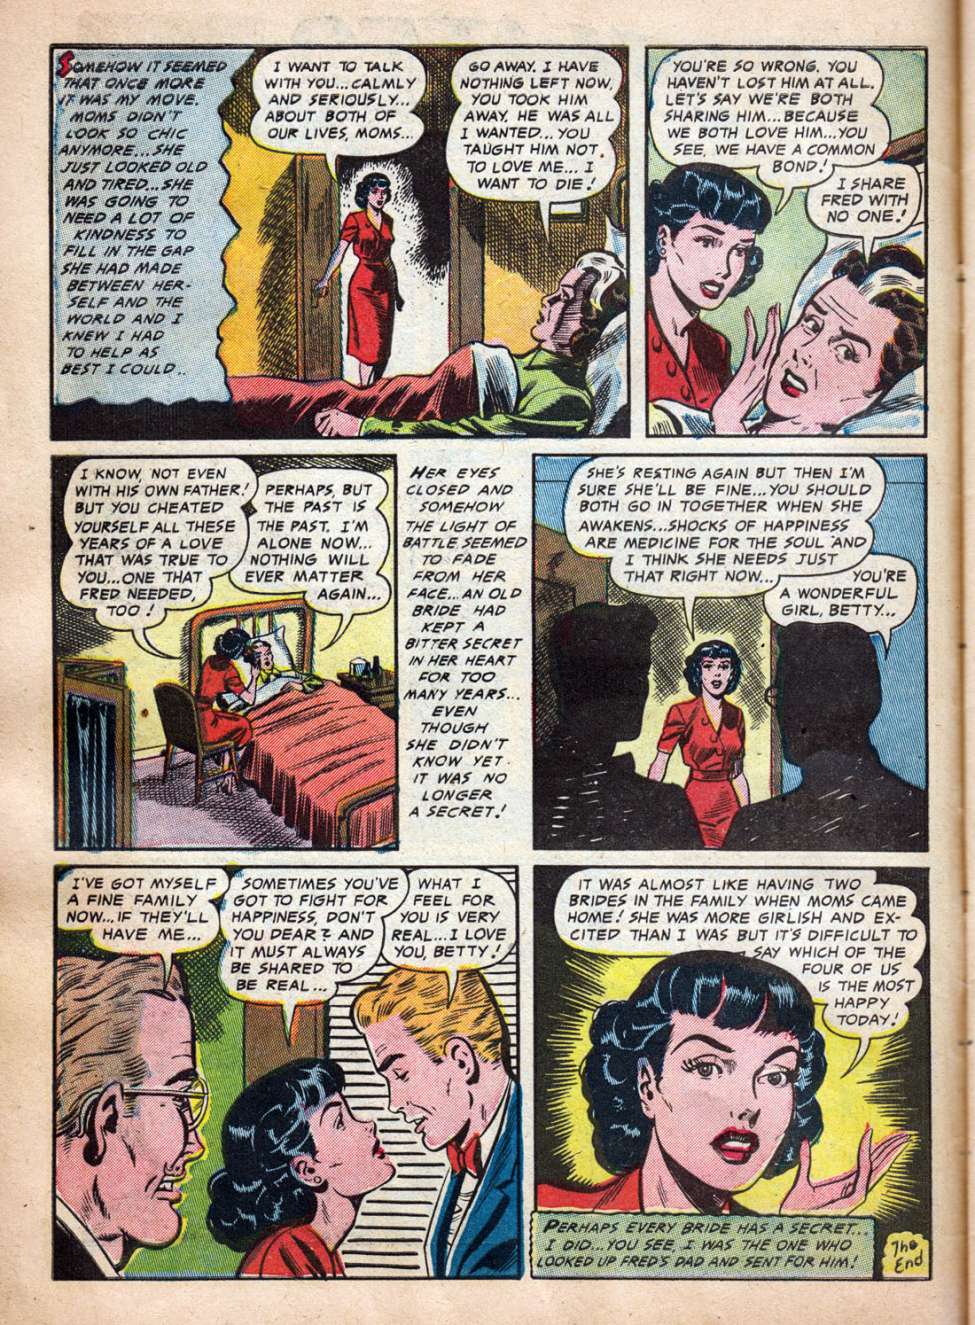 SOMEHOW IT SEEMED
THAT ONCE MORE
IT WAS MY MOVE.
MOMS DIDN'T
LOOK SO CHIC
ANYMORE...SHE
JUST LOOKED OLD
AND TIRED...SHE
WAS GOING TO
NEED A LOT OF
KINDNESS TO
FILL IN THE GAP
SHE HAD MADE
BETWEEN HER-
SELF AND THE
WORLD AND I
KNEW I HAD
TO HELP AS
BEST I COULD..
I WANT TO TALK
WITH YOU...CALMLY
AND SERIOUSLY...
ABOUT BOTH OF
OUR LIVES, MOMS...
GO AWAY. I HAVE
NOTHING LEFT NOW,
YOU TOOK HIM
AWAY. HE WAS ALL
I WANTED...YOU
TAUGHT HIM NOT
TO LOVE ME... I
WANT TO DIE!
YOU'RE SO WRONG. YOU
HAVEN'T LOST HIM AT ALL.
LET'S SAY WE'RE BOTH
SHARING HIM...BECAUSE
WE BOTH LOVE HIM...YOU
SEE, WE HAVE A COMMON
BOND!
I SHARE
FRED WITH
NO ONE!
I KNOW, NOT EVEN
WITH HIS OWN FATHER!
BUT YOU CHEATED
YOURSELF ALL THESE
YEARS OF A LOVE
THAT WAS TRUE TO
YOU...ONE THAT
FRED NEEDED,
TOO!
PERHAPS, BUT
THE PAST IS
THE PAST. I'M
ALONE NOW...
NOTHING WILL
EVER MATTER
AGAIN...
HER EYES
CLOSED AND
SOMEHOW
THE LIGHT OF
BATTLE SEEMED
TO FADE
FROM HER
FACE...AN OLD
BRIDE HAD
KEPT A
BITTER SECRET
IN HER HEART
FOR TOO
MANY YEARS...
EVEN
THOUGH
SHE DIDN'T
KNOW YET
IT WAS NO
LONGER
A SECRET!
SHE'S RESTING AGAIN BUT THEN I'M
SURE SHE'LL BE FINE...YOU SHOULD
BOTH GO IN TOGETHER WHEN SHE
AWAKENS...SHOCKS OF HAPPINESS
ARE MEDICINE FOR THE SOUL AND
I THINK SHE NEEDS JUST
THAT RIGHT NOW...
YOU'RE
A WONDERFUL
GIRL, BETTY...
I'VE GOT MYSELF
A FINE FAMILY
NOW...IF THEY'LL
HAVE ME...
SOMETIMES YOU'VE
GOT TO FIGHT FOR
HAPPINESS, DON'T
YOU DEAR? AND
IT MUST ALWAYS
BE SHARED TO
BE REAL...
WHAT I
FEEL FOR
YOU IS VERY
REAL...I LOVE
YOU, BETTY!
IT WAS ALMOST LIKE HAVING TWO
BRIDES IN THE FAMILY WHEN MOMS CAME
HOME! SHE WAS MORE GIRLISH AND EX-
CITED THAN I WAS BUT IT'S DIFFICULT TO
SAY WHICH OF THE
FOUR OF US
IS THE MOST
HAPPY
TODAY!
PERHAPS EVERY BRIDE HAS A SECRET...
I DID...YOU SEE, I WAS THE ONE WHO
LOOKED UP FRED'S DAD AND SENT FOR HIM!
The
End